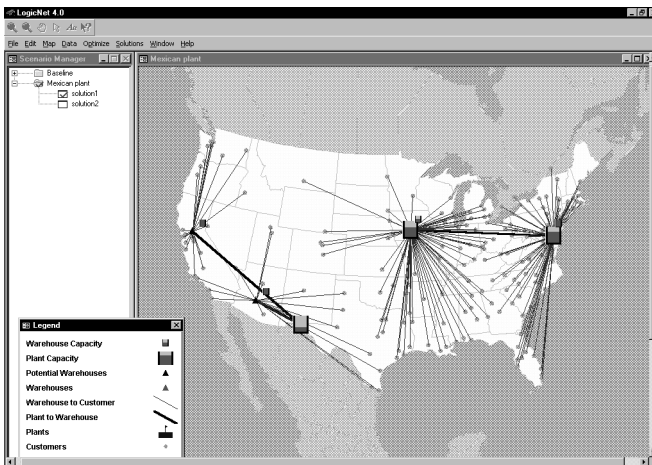 LogicNet 4.0
Aa
File Edit Map Data Optimize Solutions Window Help
Scenario Manager
Mexican plant
Baseline
Mexican plant
solution1
solution2
Legend
Warehouse Capacity
Plant Capacity
Potential Warehouses
Warehouses
Warehouse to Customer
Plant to Warehouse
Plants
Customers